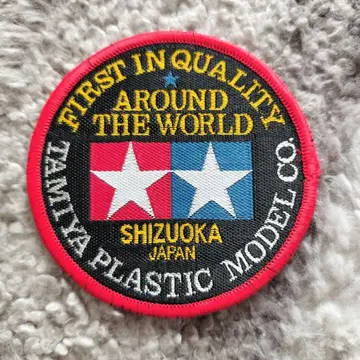 FIRST IN QUALITY
AROUND
THE WORLD
SHIZUOKA
JAPAN
TAMIYA PLASTIC MODEL CO.